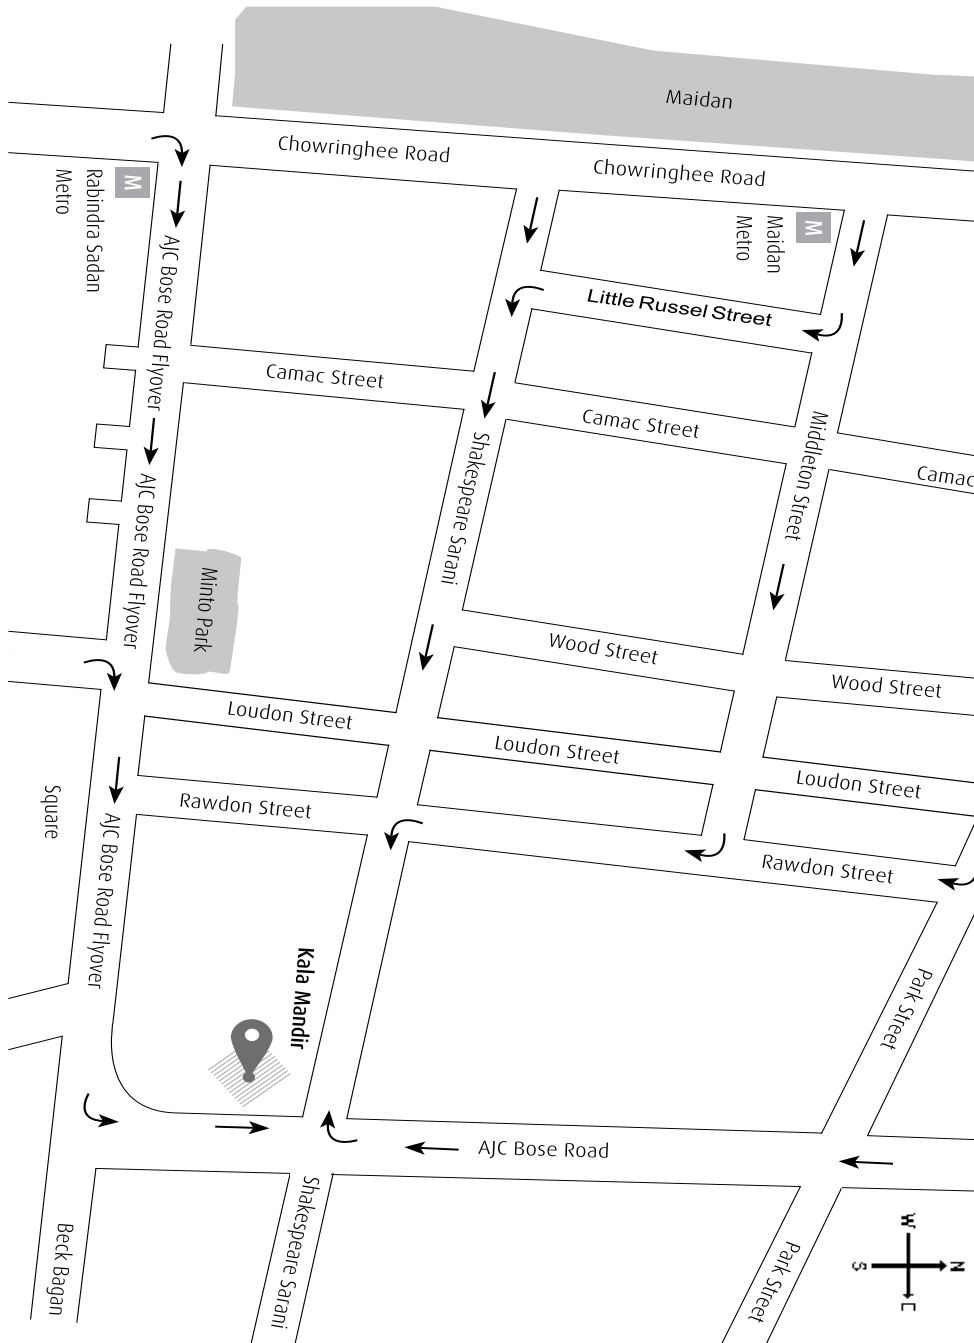 Maidan
Chowringhee Road
Chowringhee Road
M
Rabindra Sadan
Metro
M
Maidan
Metro
AJC Bose Road Flyover
Little Russel Street
Camac Street
Camac Street
Camac
Middleton Street
Shakespeare Sarani
AJC Bose Road Flyover
Minto Park
Wood Street
Wood Street
Loudon Street
Loudon Street
Loudon Street
Rawdon Street
Rawdon Street
Square
AJC Bose Road Flyover
Kala Mandir
Park Street
AJC Bose Road
Shakespeare Sarani
Beck Bagan
Park Street
W
N
S